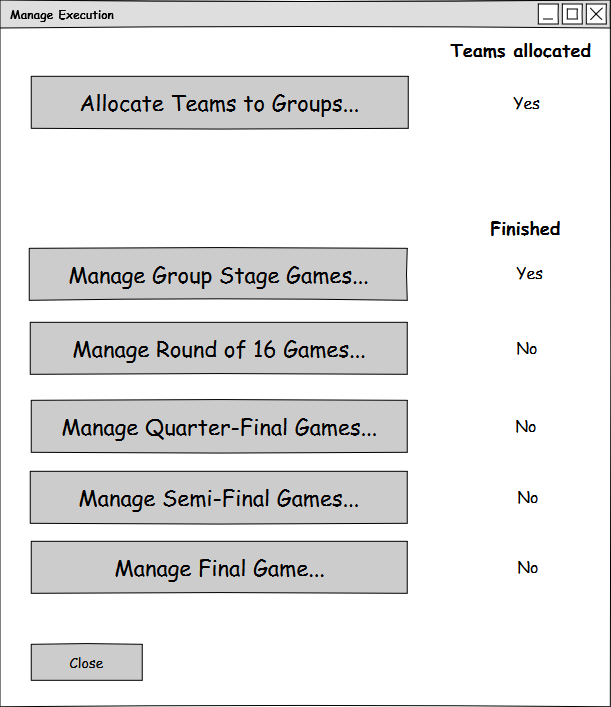 Manage Execution
Teams allocated
Allocate Teams to Groups...
Yes
Finished
Manage Group Stage Games...
Yes
Manage Round of 16 Games...
No
Manage Quarter-Final Games...
No
Manage Semi-Final Games...
No
Manage Final Game...
No
Close